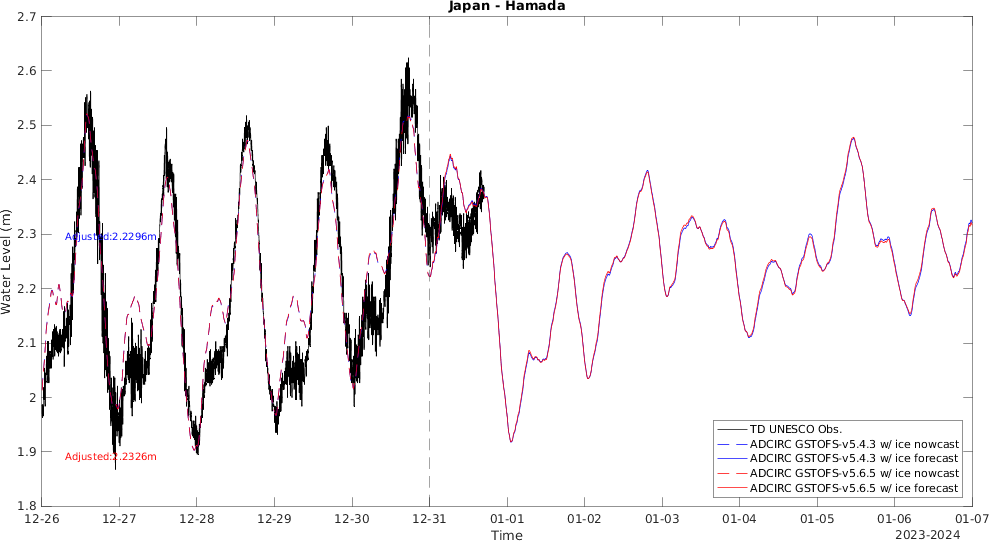 Japan - Hamada
2.7
2.6
2.5
2.4
2.3
2.2
2.1
2
1.9
1.8
Water Level (m)
Adjusted:2.2296m
Adjusted:2.2326m
TD UNESCO Obs.
ADCIRC GSTOFS-v5.4.3 w/ ice nowcast
ADCIRC GSTOFS-v5.4.3 w/ ice forecast
ADCIRC GSTOFS-v5.6.5 w/ ice nowcast
ADCIRC GSTOFS-v5.6.5 w/ ice forecast
12-26 12-27 12-28 12-29 12-30 12-31 01-01 01-02 01-03 01-04 01-05 01-06 01-07
Time
2023-2024